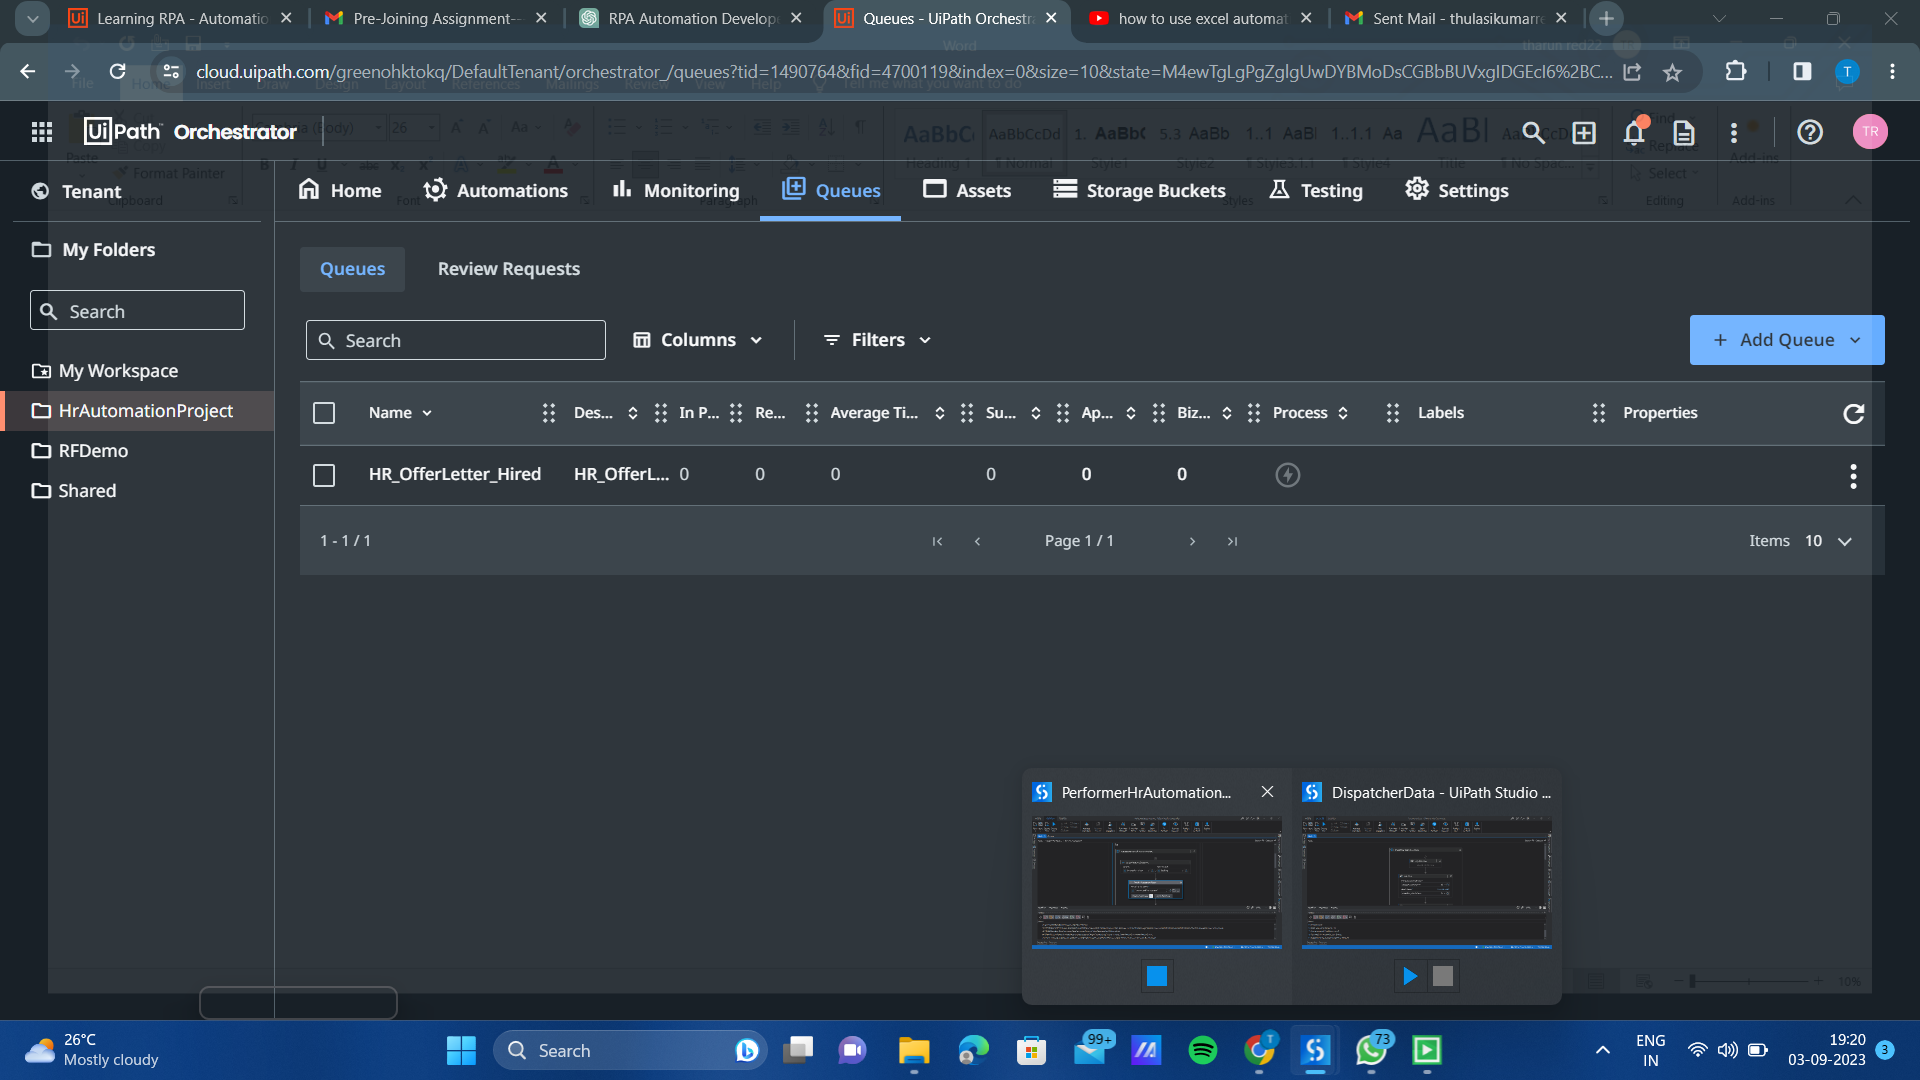 Learning RPA - Automatio
Pre-Joining Assignment--
RPA Automation Develop
Queues - UiPath Orchestra
how to use excel automat
Sent Mail - thulasikumarre
cloud.uipath.com/greenohktokq/DefaultTenant/orchestrator_/queues?tid=1490764&fid=4700119&index=0&size=10&state=M4ewTgLgPgZglgUwDYBMoDsCGBbBUVxgIDGEcI6%2BC...
T
UiPath Orchestrator
TR
Tenant
Home
Automations
Monitoring
Queues
Assets
Storage Buckets
Testing
Settings
My Folders
Search
My Workspace
HrAutomationProject
RFDemo
Shared
Queues
Review Requests
Search
Columns
Filters
Add Queue
Name
Des...
In P...
Re...
Average Ti...
Su...
Ap...
Biz...
Process
Labels
Properties
HR_OfferLetter_Hired
HR_OfferL...
0
0
0
0
0
0
1 - 1 / 1
Page 1 / 1
Items 10
PerformerHrAutomation...
DispatcherData - UiPath Studio ...
26°C
Mostly cloudy
Search
99+
T
73
ENG
IN
19:20
03-09-2023
3